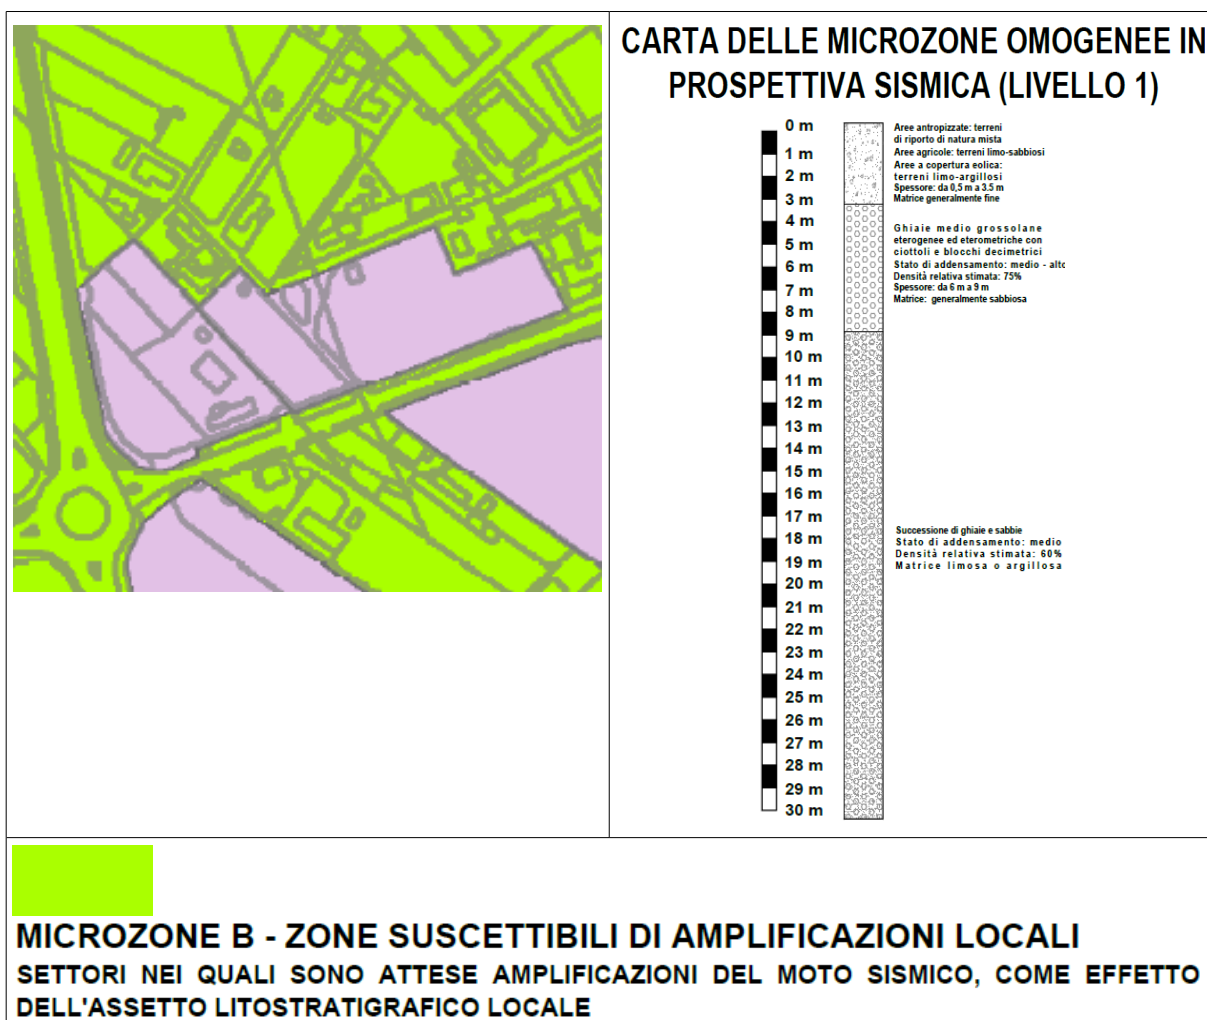 CARTA DELLE MICROZONE OMOGENEE IN
PROSPETTIVA SISMICA (LIVELLO 1)
0 m
1 m
2 m
3 m
4 m
5 m
6 m
7 m
8 m
9 m
10 m
11 m
12 m
13 m
14 m
15 m
16 m
17 m
18 m
19 m
20 m
21 m
22 m
23 m
24 m
25 m
26 m
27 m
28 m
29 m
30 m
Aree antropizzate: terreni
di riporto di natura mista
Aree agricole: terreni limo-sabbiosi
Aree a copertura eolica:
terreni limo-argillosi
Spessore: da 0,5 m a 3.5 m
Matrice generalmente fine
Ghiaie medio grossolane
eterogenee ed eterometriche con
ciottoli e blocchi decimetrici
Stato di addensamento: medio - alto
Densità relativa stimata: 75%
Spessore: da 6 m a 9 m
Matrice: generalmente sabbiosa
Successione di ghiaie e sabbie
Stato di addensamento: medio
Densità relativa stimata: 60%
Matrice limosa o argillosa
MICROZONE B - ZONE SUSCETTIBILI DI AMPLIFICAZIONI LOCALI
SETTORI NEI QUALI SONO ATTESE AMPLIFICAZIONI DEL MOTO SISMICO, COME EFFETTO
DELL'ASSETTO LITOSTRATIGRAFICO LOCALE